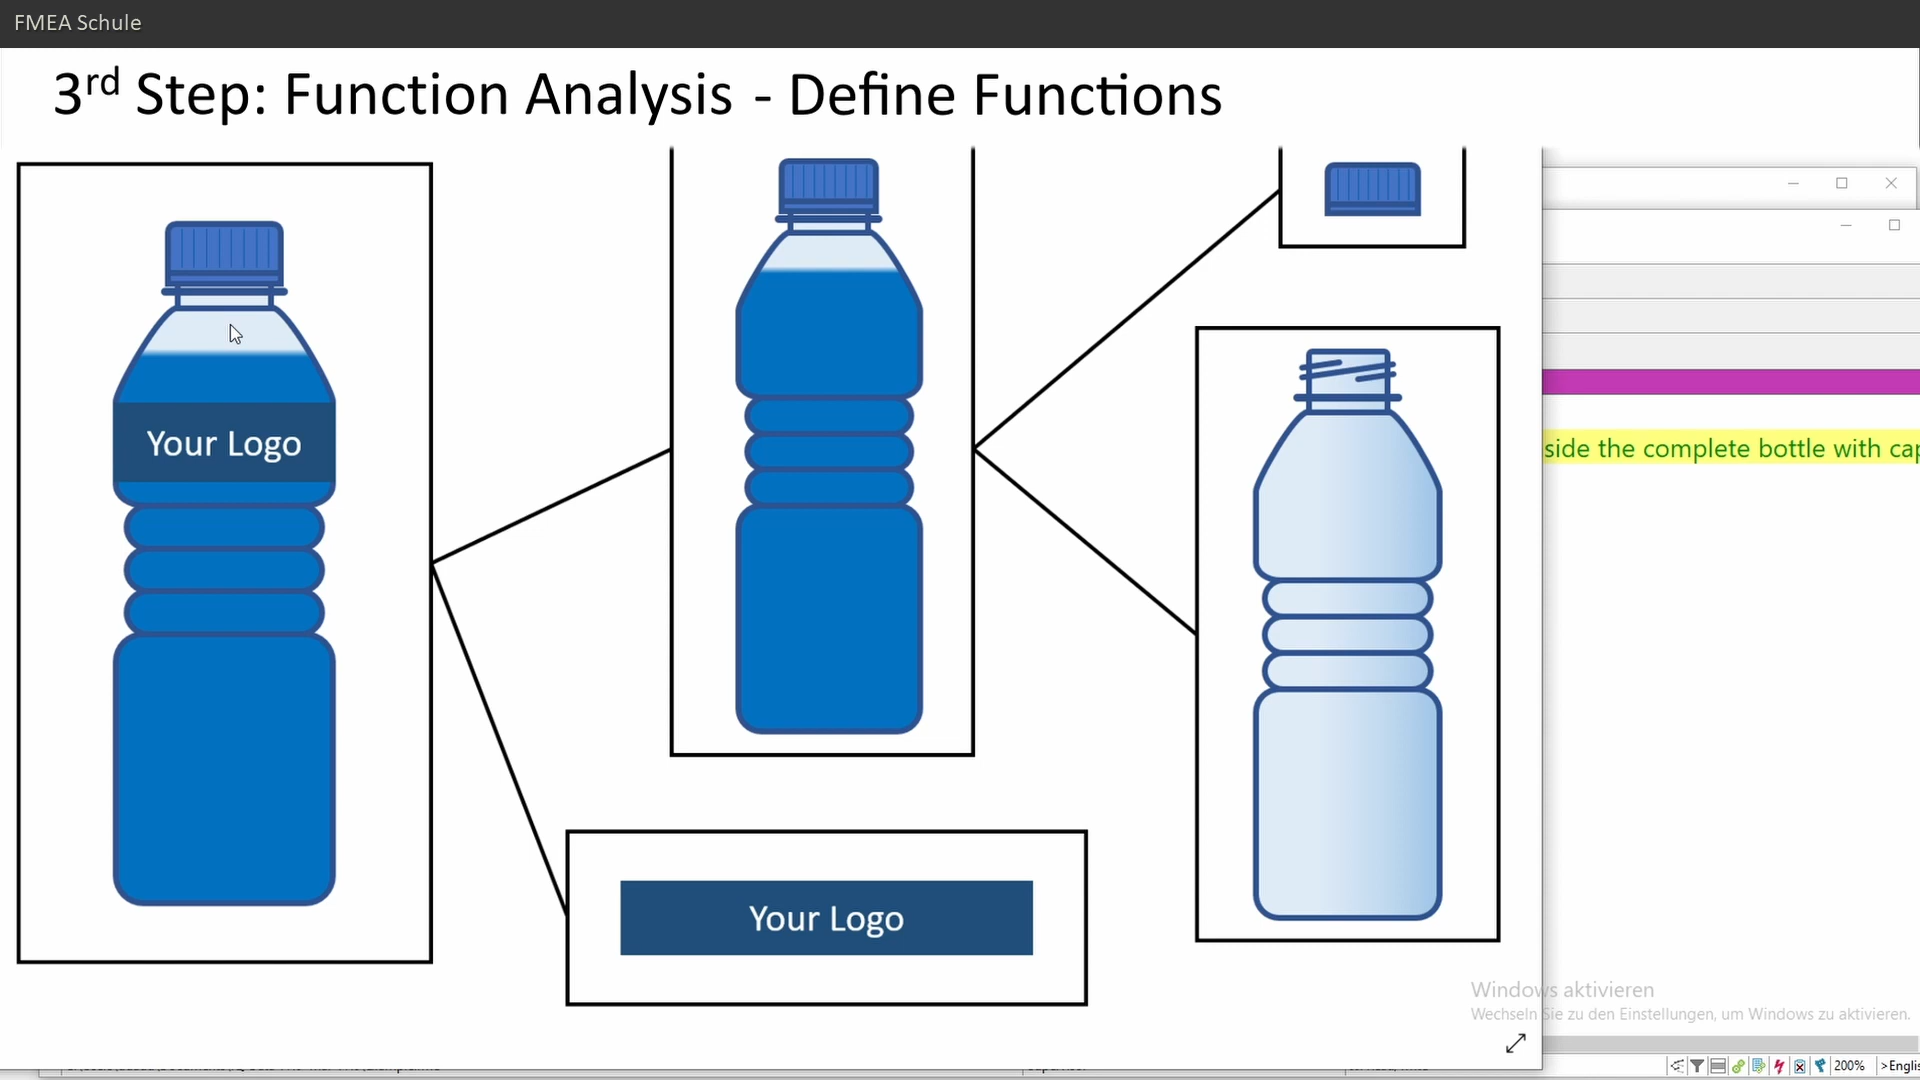 FMEA Schule
3rd Step: Function Analysis - Define Functions
Your Logo
side the complete bottle with cap
Your Logo
Windows aktivieren
Wechseln Sie zu den Einstellungen, um Windows zu aktivieren.
200%
>Englis